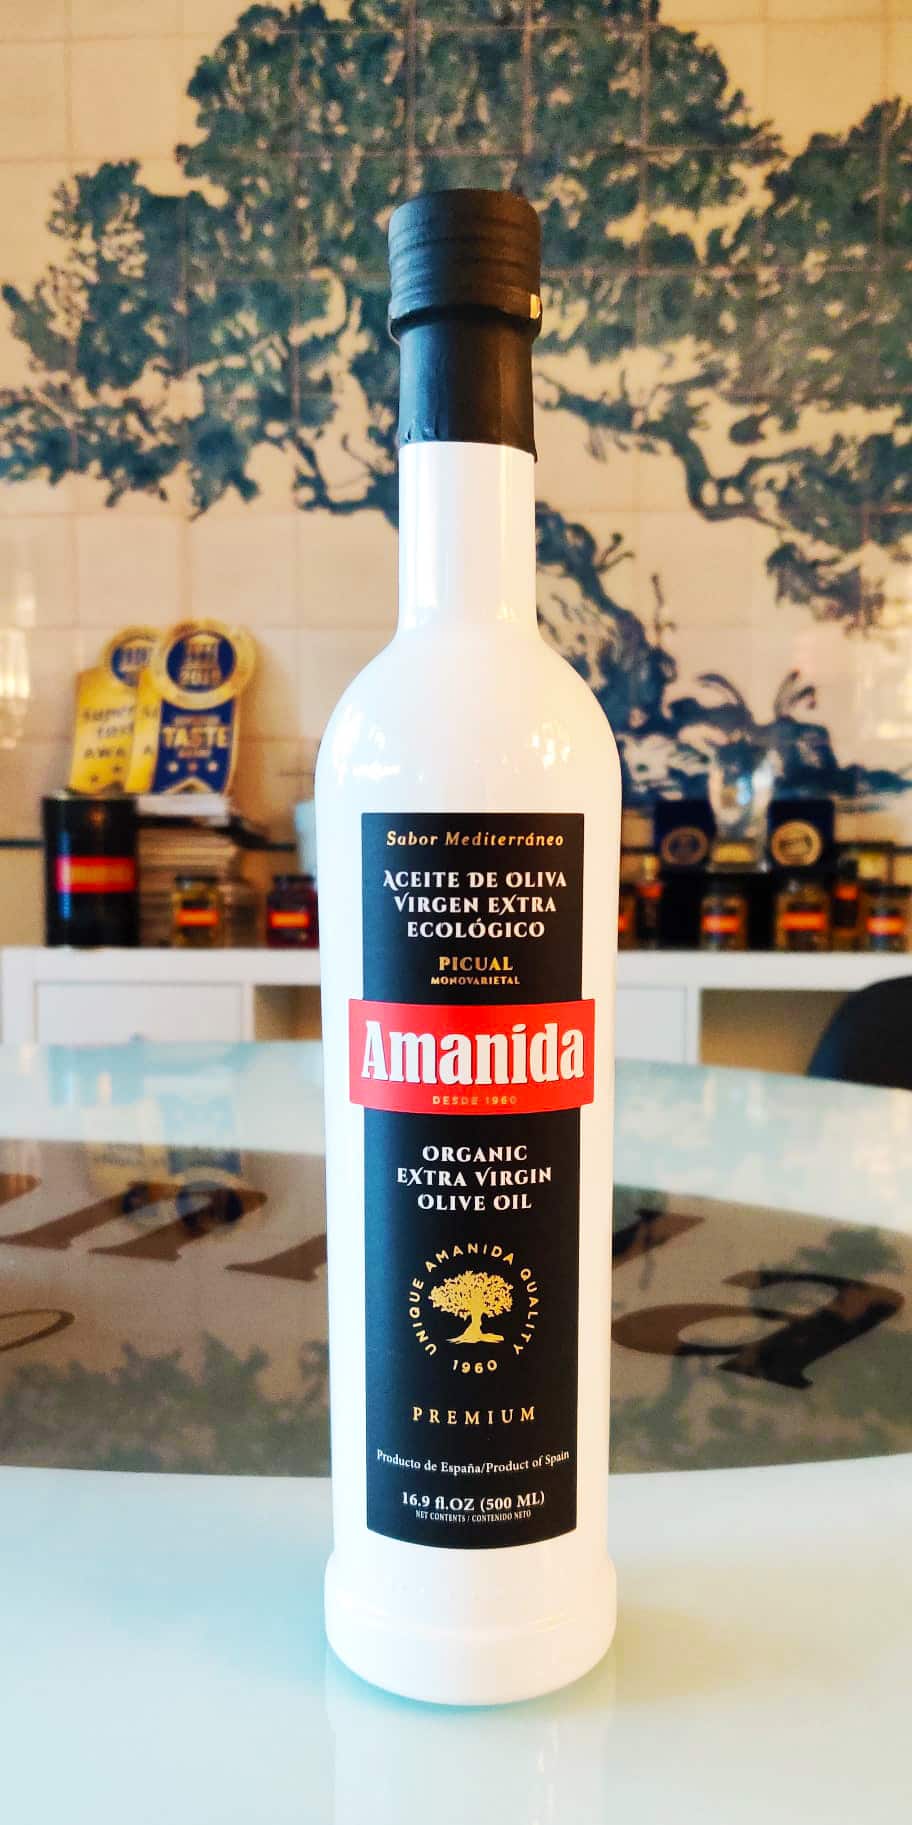 Sabor Mediterráneo
ACEITE DE OLIVA
VIRGEN EXTRA
ECOLÓGICO
PICUAL
MONOVARIETAL
Amanida
DESDE 1960
ORGANIC
EXTRA VIRGIN
OLIVE OIL
UNIQUE AMANIDA QUALITY
1960
PREMIUM
Producto de España/Product of Spain
16.9 fl.OZ (500 ML)
NET CONTENTS / CONTENIDO NETO
TASTE